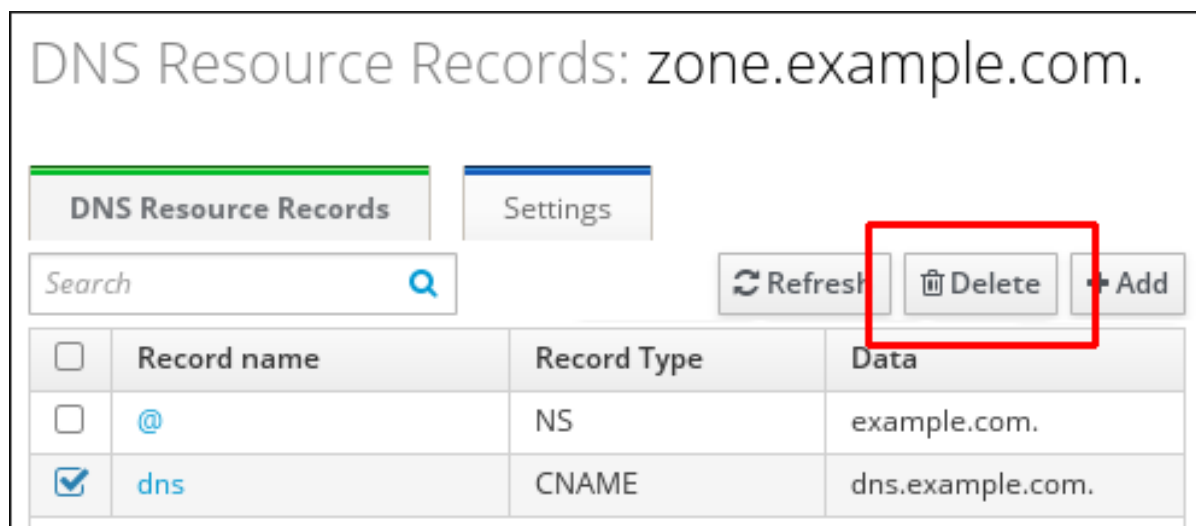 DNS Resource Records: zone.example.com.
DNS Resource Records Settings
Search Refresh Delete + Add
Record name Record Type Data
@ NS example.com.
dns CNAME dns.example.com.